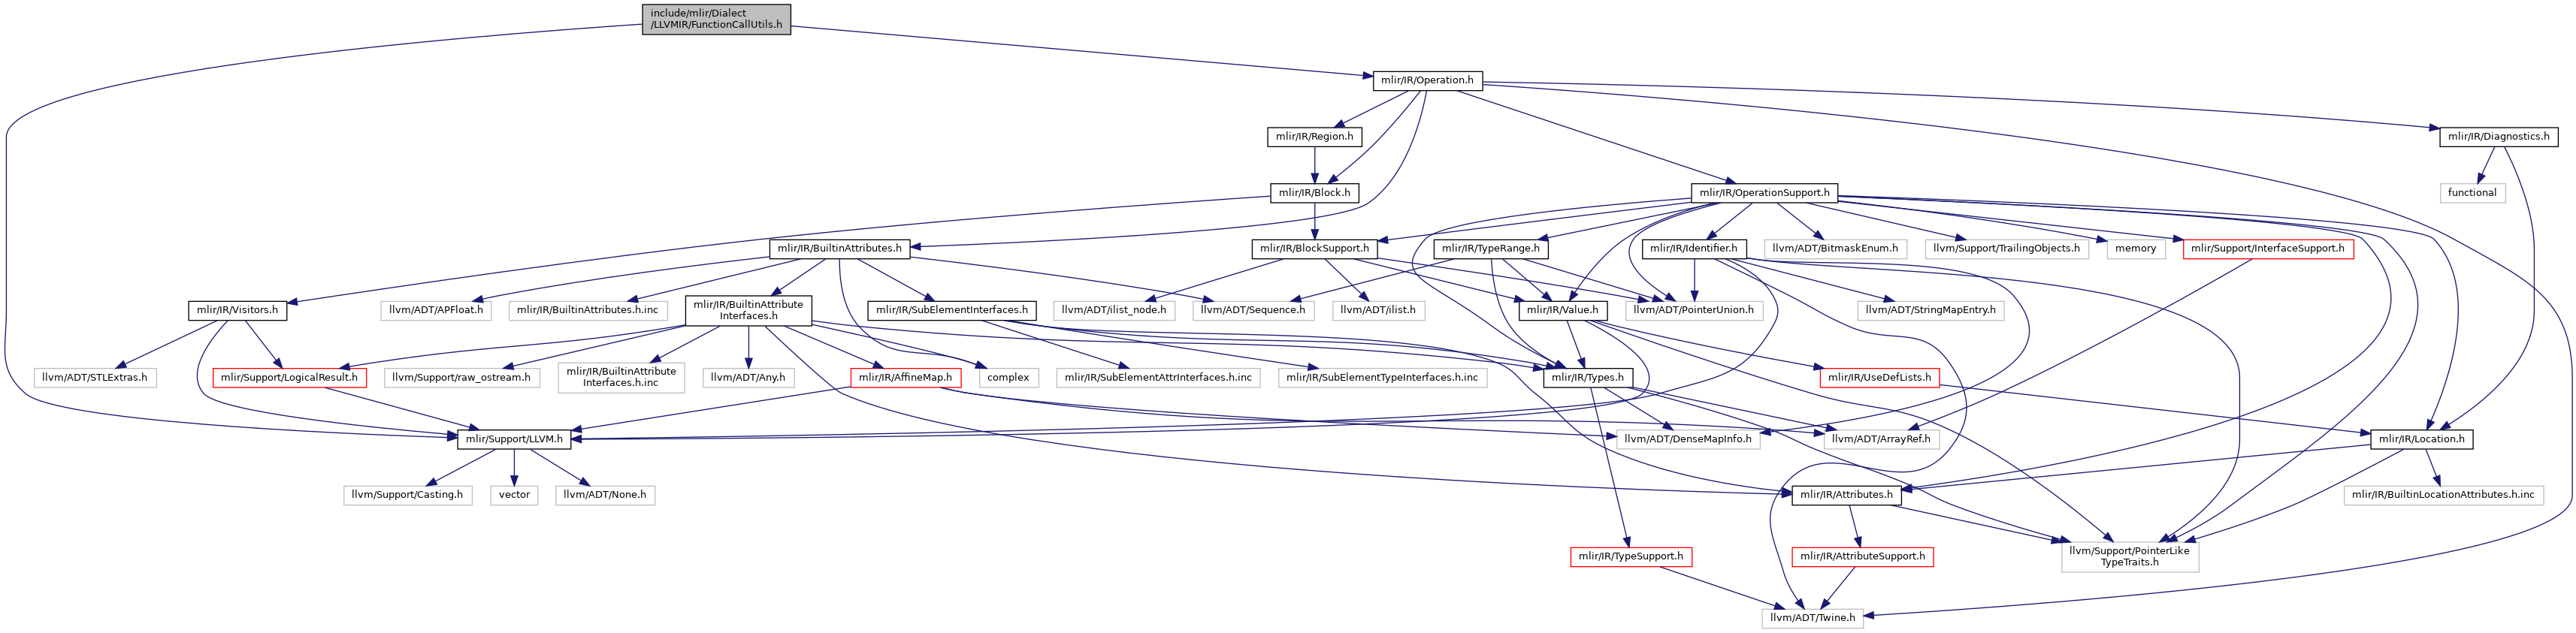 include/mlir/Dialect
/LLVMIR/FunctionCallUtils.h
mlir/IR/Operation.h
mlir/IR/Region.h
mlir/IR/Diagnostics.h
mlir/IR/Block.h
mlir/IR/OperationSupport.h
functional
mlir/IR/BuiltinAttributes.h
mlir/IR/BlockSupport.h
mlir/IR/TypeRange.h
mlir/IR/Identifier.h
llvm/ADT/BitmaskEnum.h
llvm/Support/TrailingObjects.h
memory
mlir/Support/InterfaceSupport.h
mlir/IR/Visitors.h
llvm/ADT/APFloat.h
mlir/IR/BuiltinAttributes.h.inc
mlir/IR/BuiltinAttribute
Interfaces.h
mlir/IR/SubElementInterfaces.h
llvm/ADT/ilist_node.h
llvm/ADT/Sequence.h
llvm/ADT/ilist.h
mlir/IR/Value.h
llvm/ADT/PointerUnion.h
llvm/ADT/StringMapEntry.h
llvm/ADT/STLExtras.h
mlir/Support/LogicalResult.h
llvm/Support/raw_ostream.h
mlir/IR/BuiltinAttribute
Interfaces.h.inc
llvm/ADT/Any.h
mlir/IR/AffineMap.h
complex
mlir/IR/SubElementAttrInterfaces.h.inc
mlir/IR/SubElementTypeInterfaces.h.inc
mlir/IR/Types.h
mlir/IR/UseDefLists.h
mlir/Support/LLVM.h
llvm/ADT/DenseMapInfo.h
llvm/ADT/ArrayRef.h
mlir/IR/Location.h
llvm/Support/Casting.h
vector
llvm/ADT/None.h
mlir/IR/Attributes.h
mlir/IR/BuiltinLocationAttributes.h.inc
mlir/IR/TypeSupport.h
mlir/IR/AttributeSupport.h
llvm/Support/PointerLike
TypeTraits.h
llvm/ADT/Twine.h